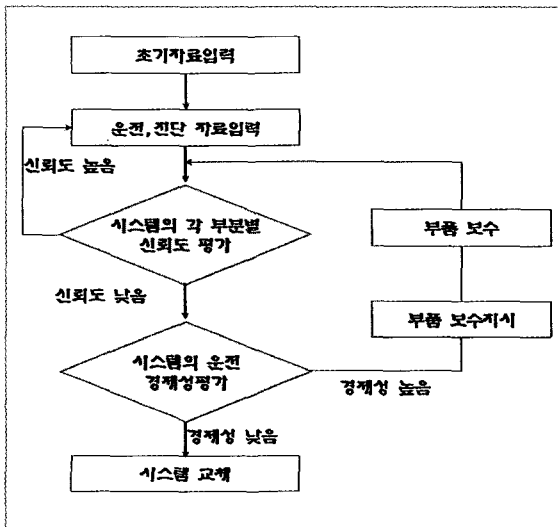 초기자료입력
운전,진단 자료입력
신뢰도 높음
시스템의 각 부분별
신뢰도 평가
부품 보수
신뢰도 낮음
부품 보수지시
시스템의 운전
경제성평가
경제성 높음
경제성 낮음
시스템 교체